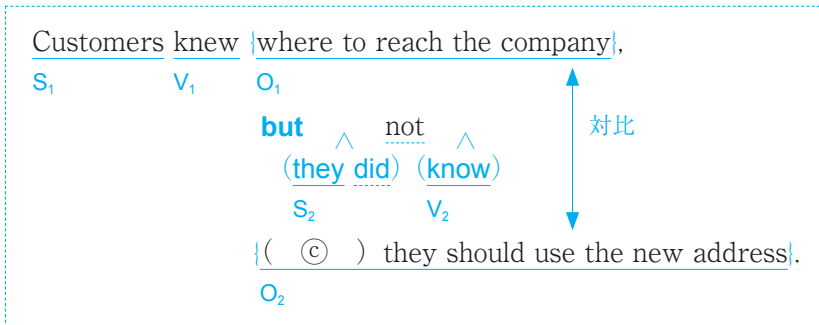 Customers knew {where to reach the company},
S₁ V₁ O₁
but ∧ not ∧ 対比
(they did) (know)
S₂ V₂
{( ⓒ ) they should use the new address}.
O₂